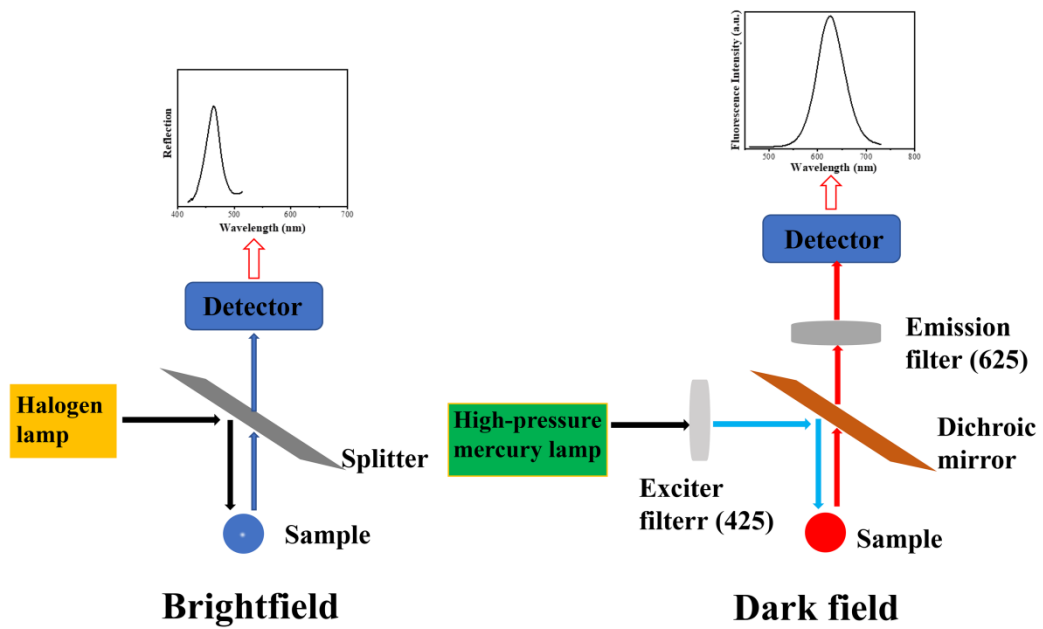 Reflection
400 500 600 700
Wavelength (nm)
Detector
Halogen
lamp
Splitter
Sample
Brightfield
Fluorescence Intensity (a.u.)
500 600 700 800
Wavelength (nm)
Detector
Emission
filter (625)
High-pressure
mercury lamp
Exciter
filterr (425)
Dichroic
mirror
Sample
Dark field